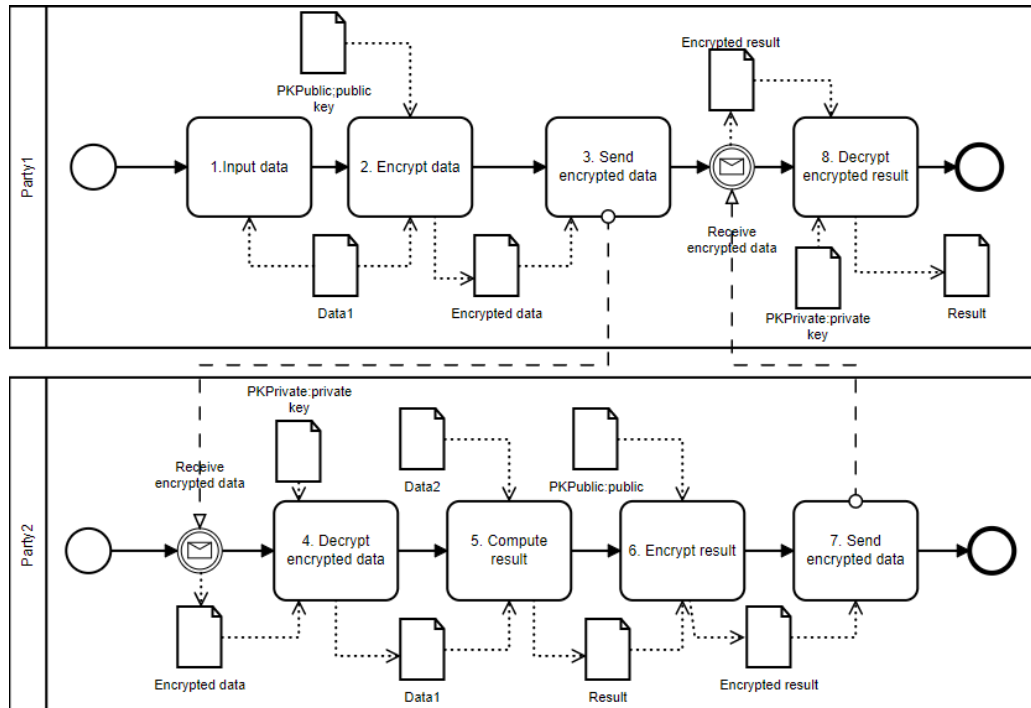 Party1
PKPublic;public
key
Encrypted result
1.Input data
2. Encrypt data
3. Send
encrypted data
8. Decrypt
encrypted result
Receive
encrypted data
Data1
Encrypted data
PKPrivate:private
key
Result
Party2
PKPrivate:private
key
Receive
encrypted data
Data2
PKPublic:public
4. Decrypt
encrypted data
5. Compute
result
6. Encrypt result
7. Send
encrypted data
Encrypted data
Data1
Result
Encrypted result